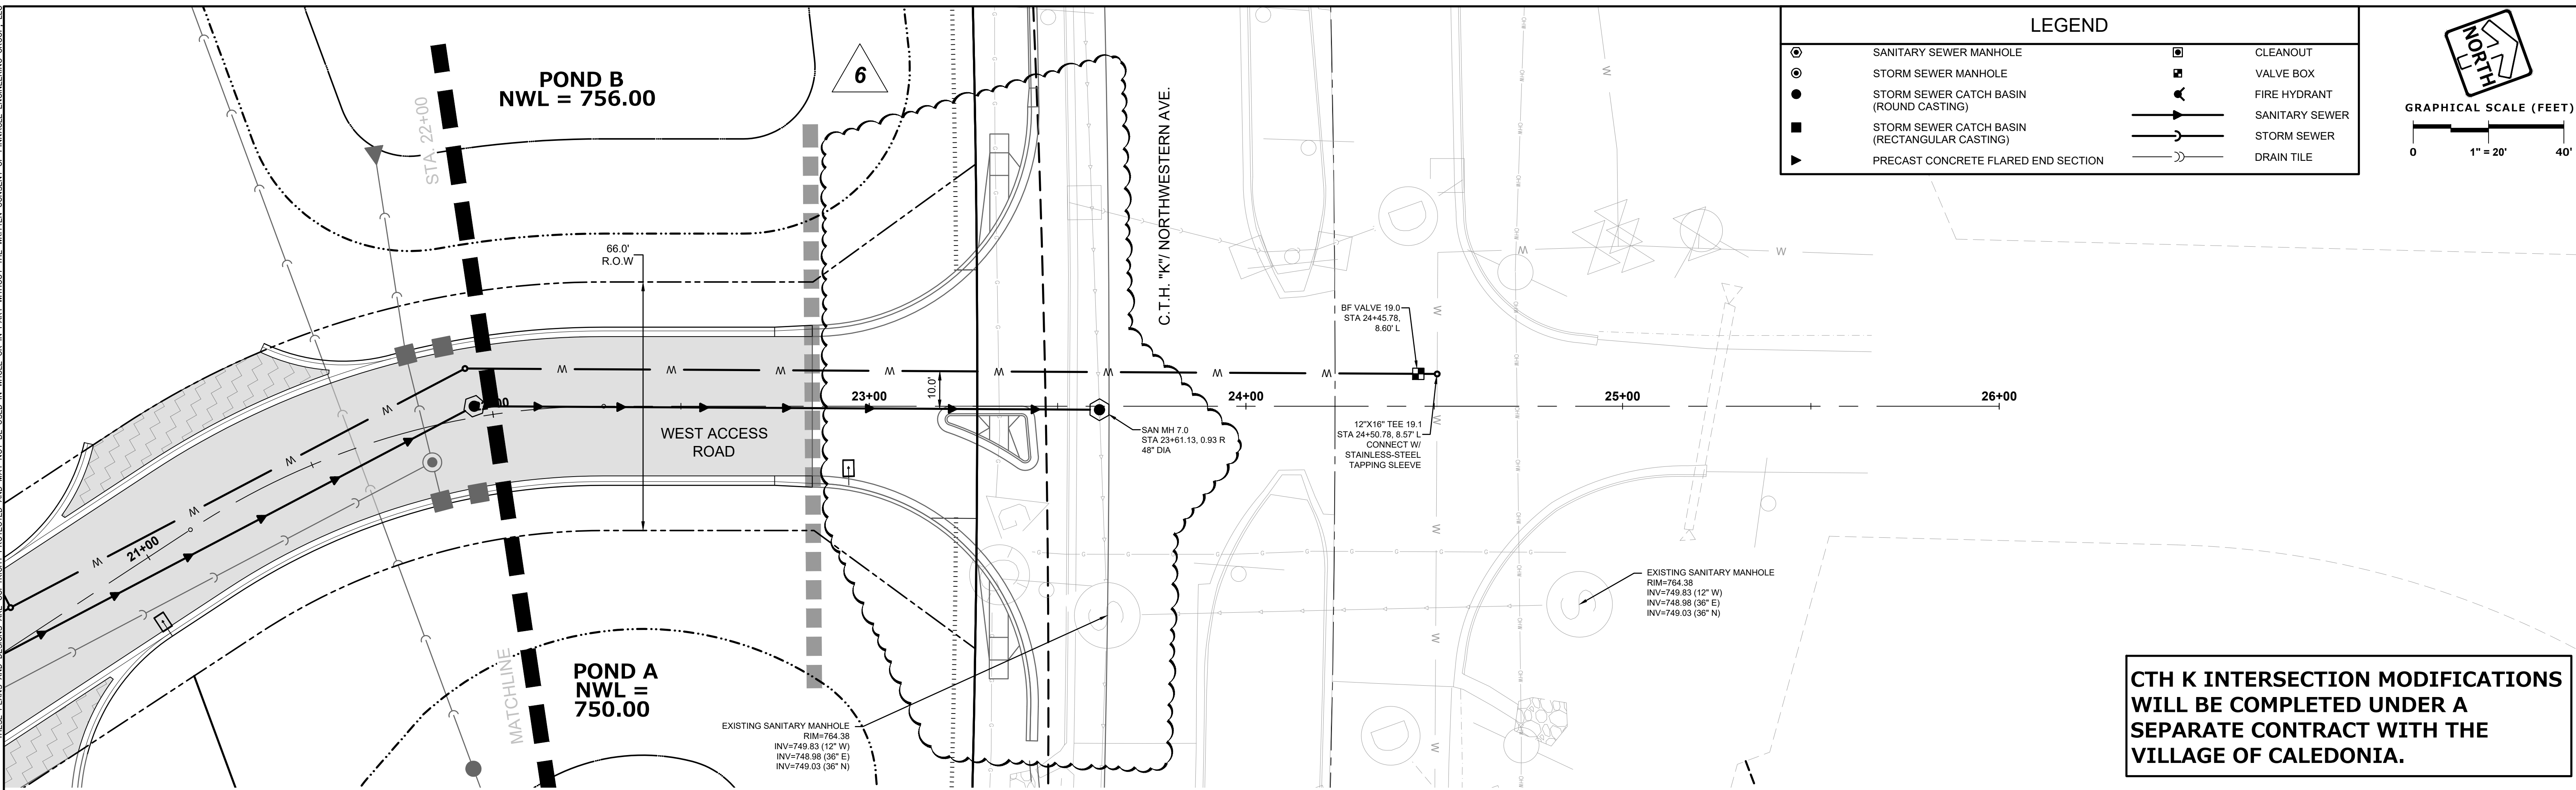 POND B
NWL = 756.00
6
STA. 22+00
66.0'
R.O.W
C.T.H. "K"/ NORTHWESTERN AVE.
LEGEND
SANITARY SEWER MANHOLE
STORM SEWER MANHOLE
STORM SEWER CATCH BASIN
(ROUND CASTING)
STORM SEWER CATCH BASIN
(RECTANGULAR CASTING)
PRECAST CONCRETE FLARED END SECTION
CLEANOUT
VALVE BOX
FIRE HYDRANT
SANITARY SEWER
STORM SEWER
DRAIN TILE
NORTH
GRAPHICAL SCALE (FEET)
0 1" = 20' 40'
BF VALVE 19.0
STA 24+45.78,
8.60' L
10.0'
21+00
23+00
24+00
25+00
26+00
WEST ACCESS
ROAD
SAN MH 7.0
STA 23+61.13, 0.93 R
48" DIA
12"X16" TEE 19.1
STA 24+50.78, 8.57' L
CONNECT W/
STAINLESS-STEEL
TAPPING SLEEVE
EXISTING SANITARY MANHOLE
RIM=764.38
INV=749.83 (12" W)
INV=748.98 (36" E)
INV=749.03 (36" N)
MATCHLINE
POND A
NWL =
750.00
EXISTING SANITARY MANHOLE
RIM=764.38
INV=749.83 (12" W)
INV=748.98 (36" E)
INV=749.03 (36" N)
CTH K INTERSECTION MODIFICATIONS
WILL BE COMPLETED UNDER A
SEPARATE CONTRACT WITH THE
VILLAGE OF CALEDONIA.